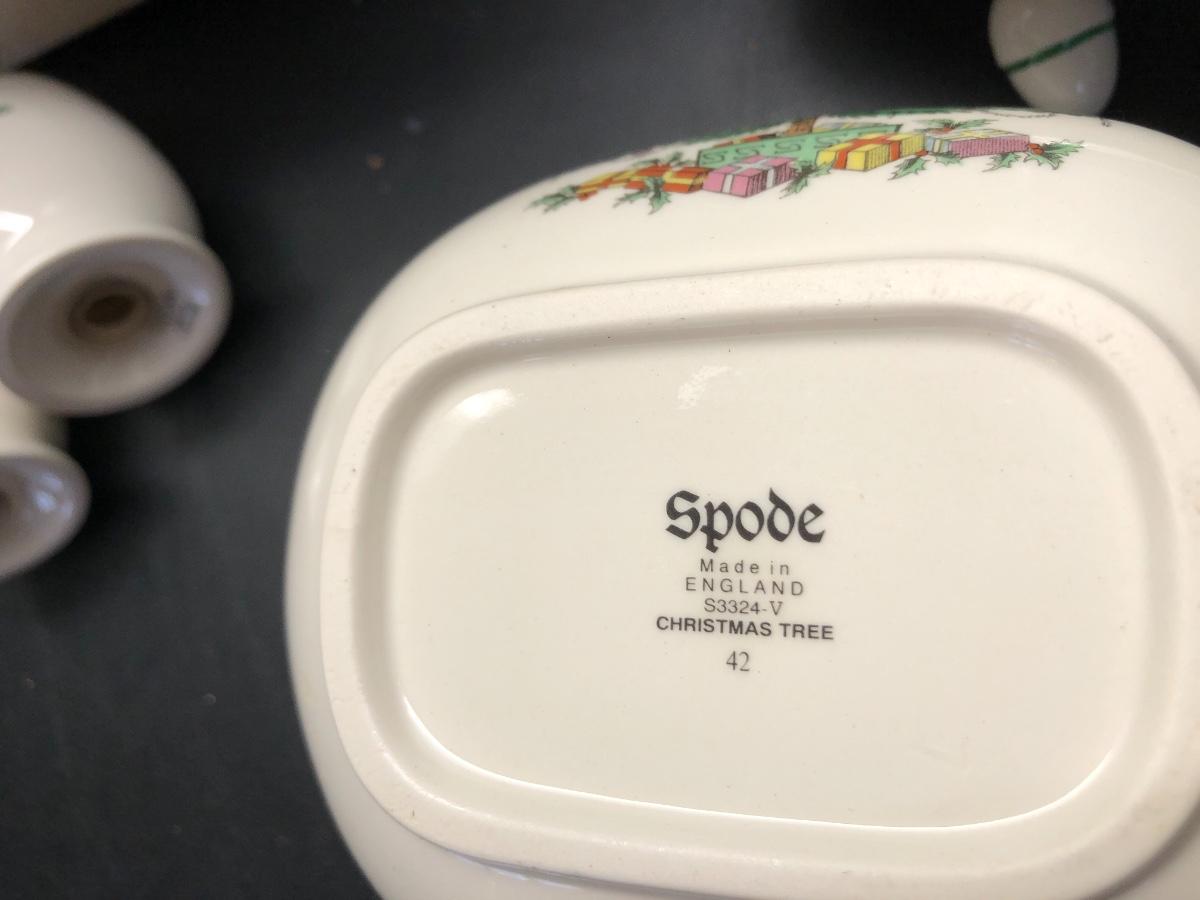 Spode
Made in
ENGLAND
S3324-V
CHRISTMAS TREE
42